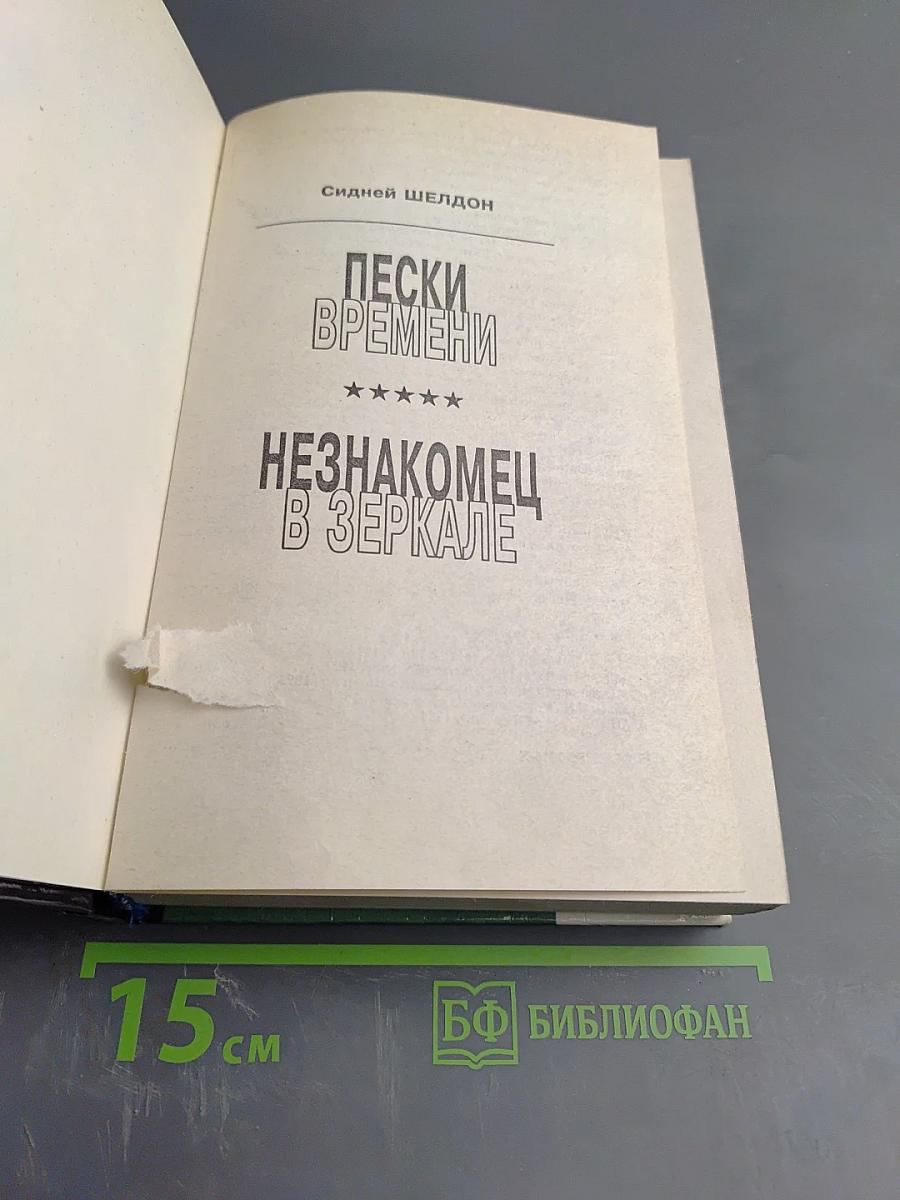 Сидней ШЕЛДОН
ПЕСКИ
ВРЕМЕНИ
★★★★★
НЕЗНАКОМЕЦ
В ЗЕРКАЛЕ
15 см
БФ БИБЛИОФАН